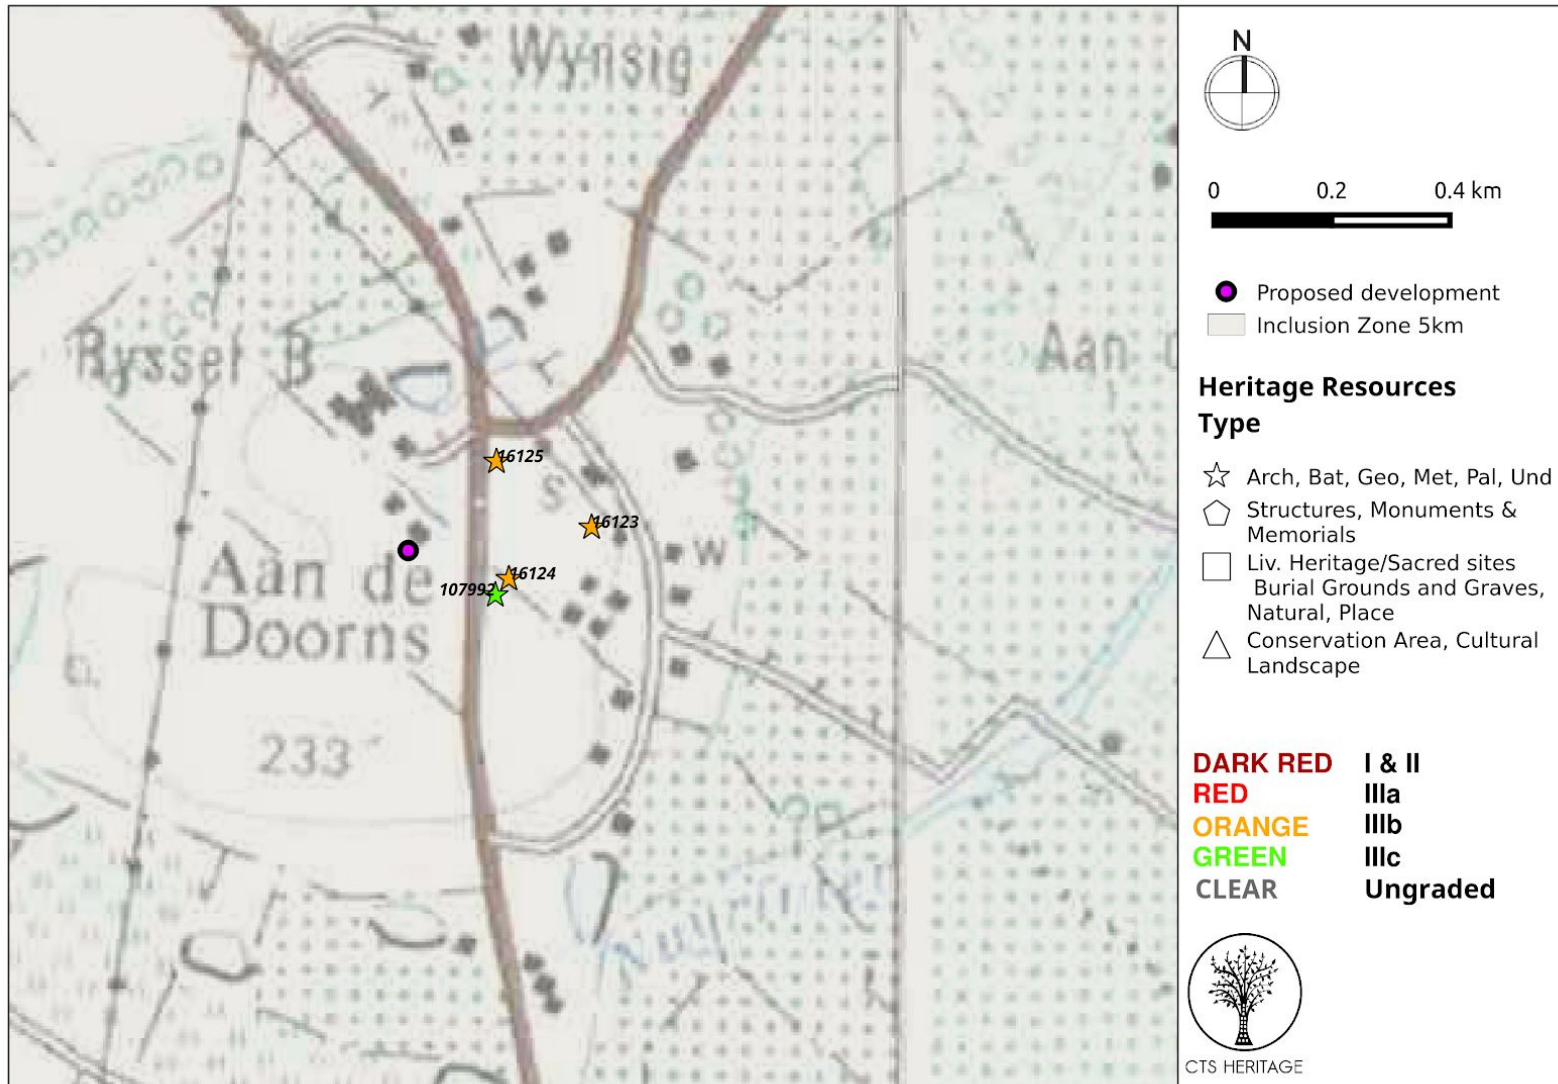 Wynsig
Ryssel B
Aan d
16125
S
16123
W
16124
107992
Aan de
Doorns
G.
233
N
0 0.2 0.4 km
Proposed development
Inclusion Zone 5km
Heritage Resources
Type
Arch, Bat, Geo, Met, Pal, Und
Structures, Monuments &
Memorials
Liv. Heritage/Sacred sites
Burial Grounds and Graves,
Natural, Place
Conservation Area, Cultural
Landscape
DARK RED I & II
RED IIIa
ORANGE IIIb
GREEN IIIc
CLEAR Ungraded
CTS HERITAGE